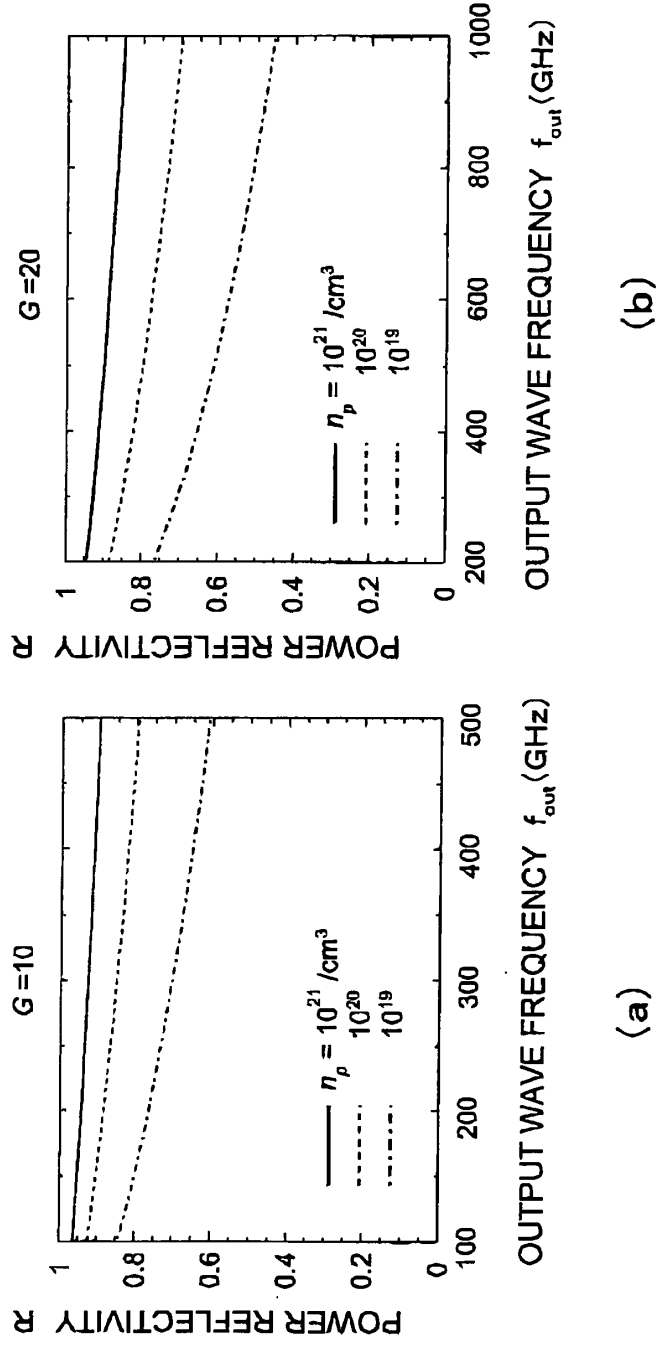 G =10
POWER REFLECTIVITY R
1
0.8
0.6
0.4
0.2
0
n_p = 10^21 /cm^3
10^20
10^19
100 200 300 400 500
OUTPUT WAVE FREQUENCY f_out (GHz)
(a)
G =20
POWER REFLECTIVITY R
1
0.8
0.6
0.4
0.2
0
n_p = 10^21 /cm^3
10^20
10^19
200 400 600 800 1000
OUTPUT WAVE FREQUENCY f_out (GHz)
(b)